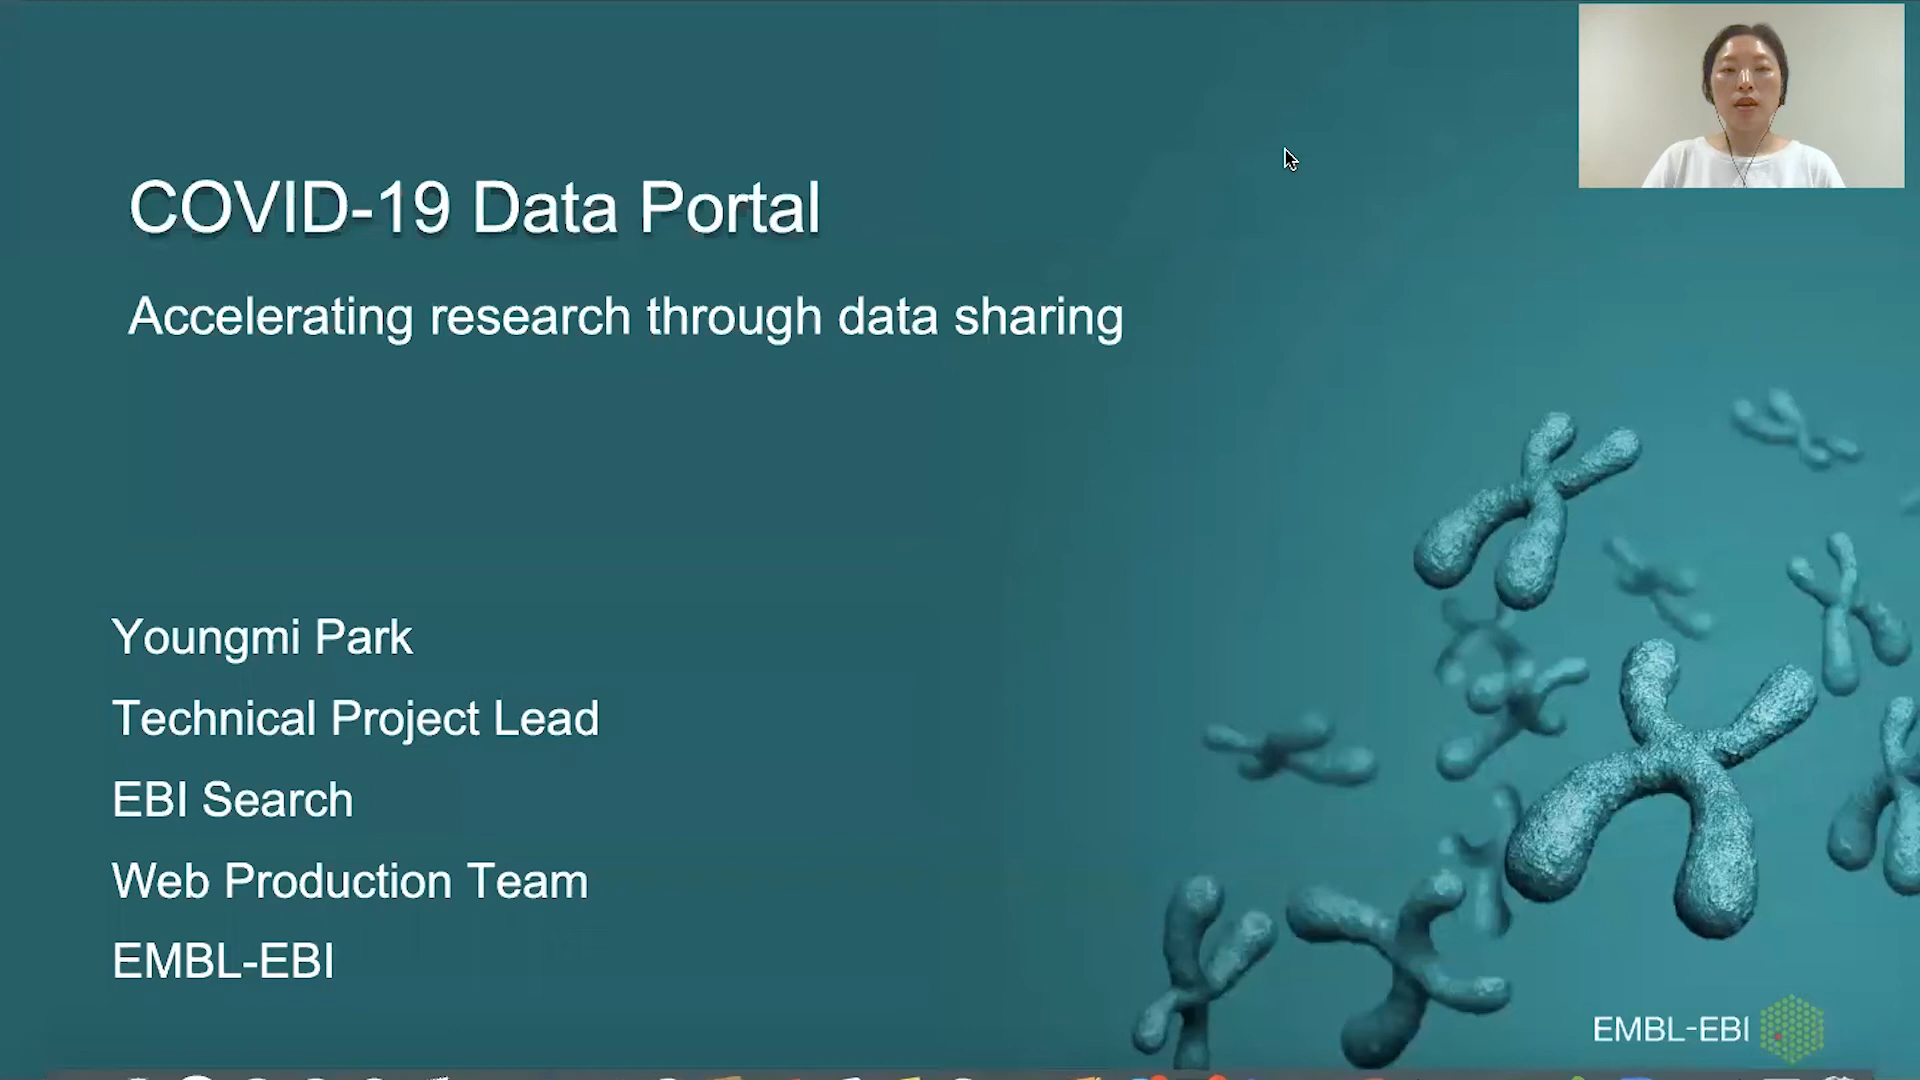 COVID-19 Data Portal
Accelerating research through data sharing
Youngmi Park
Technical Project Lead
EBI Search
Web Production Team
EMBL-EBI
EMBL-EBI